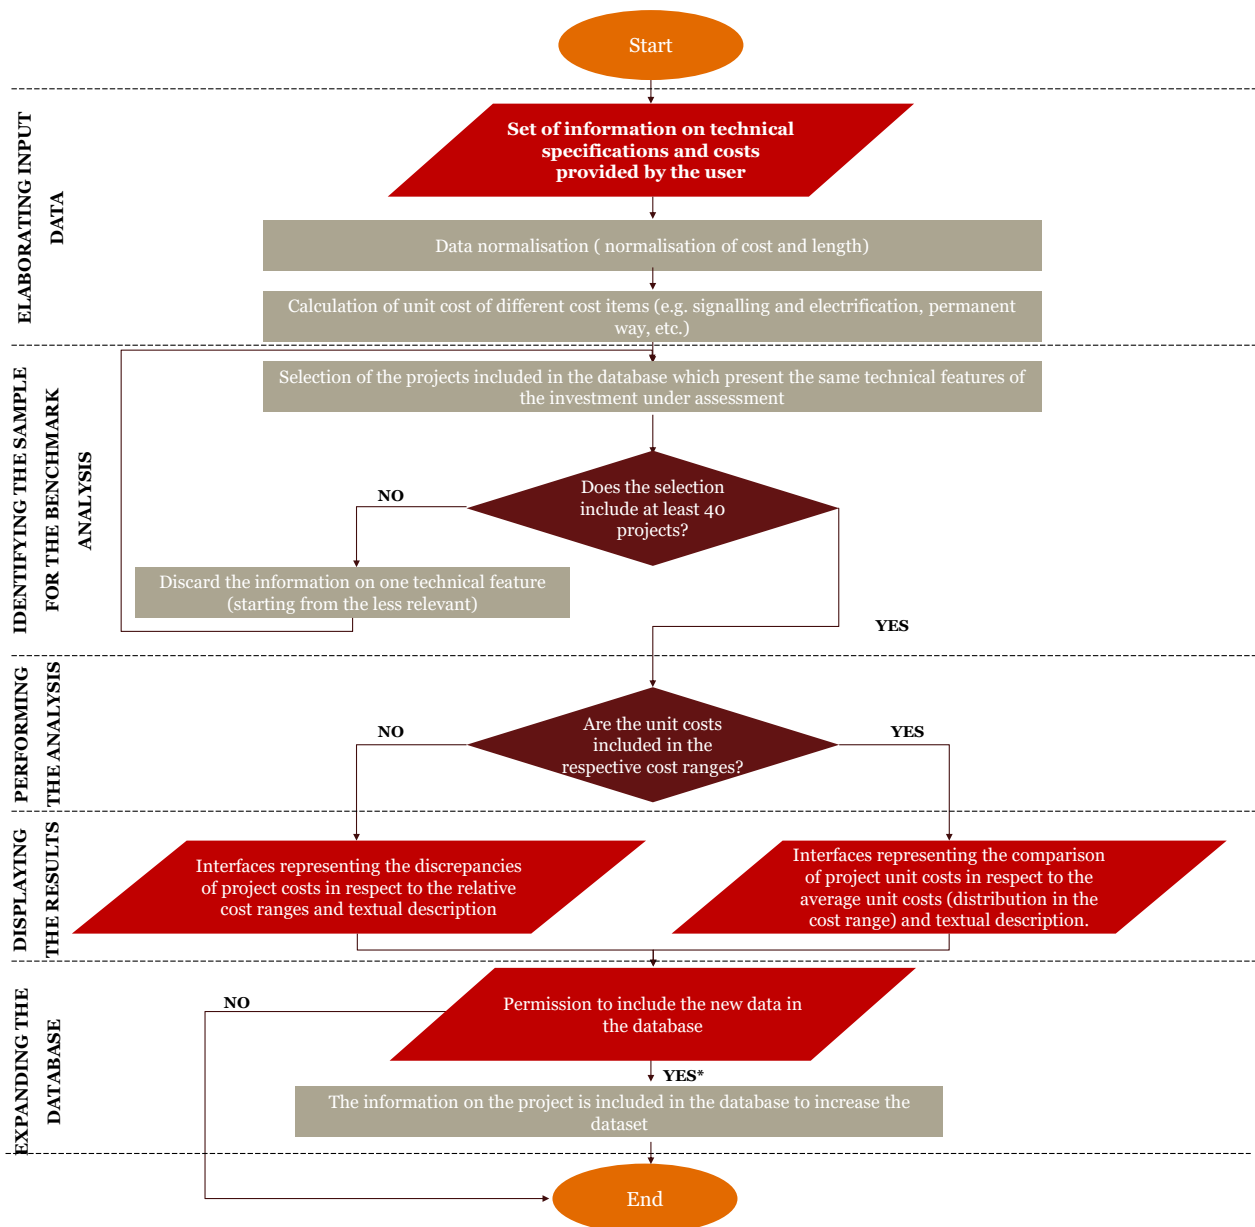 Start
ELABORATING INPUT
DATA
Set of information on technical
specifications and costs
provided by the user
Data normalisation ( normalisation of cost and length)
Calculation of unit cost of different cost items (e.g. signalling and electrification, permanent
way, etc.)
IDENTIFYING THE SAMPLE
FOR THE BENCHMARK
ANALYSIS
Selection of the projects included in the database which present the same technical features of
the investment under assessment
Does the selection
include at least 40
projects?
NO
Discard the information on one technical feature
(starting from the less relevant)
YES
PERFORMING
THE ANALYSIS
Are the unit costs
included in the
respective cost ranges?
NO
YES
DISPLAYING
THE RESULTS
Interfaces representing the discrepancies
of project costs in respect to the relative
cost ranges and textual description
Interfaces representing the comparison
of project unit costs in respect to the
average unit costs (distribution in the
cost range) and textual description.
EXPANDING THE
DATABASE
NO
Permission to include the new data in
the database
YES*
The information on the project is included in the database to increase the
dataset
End